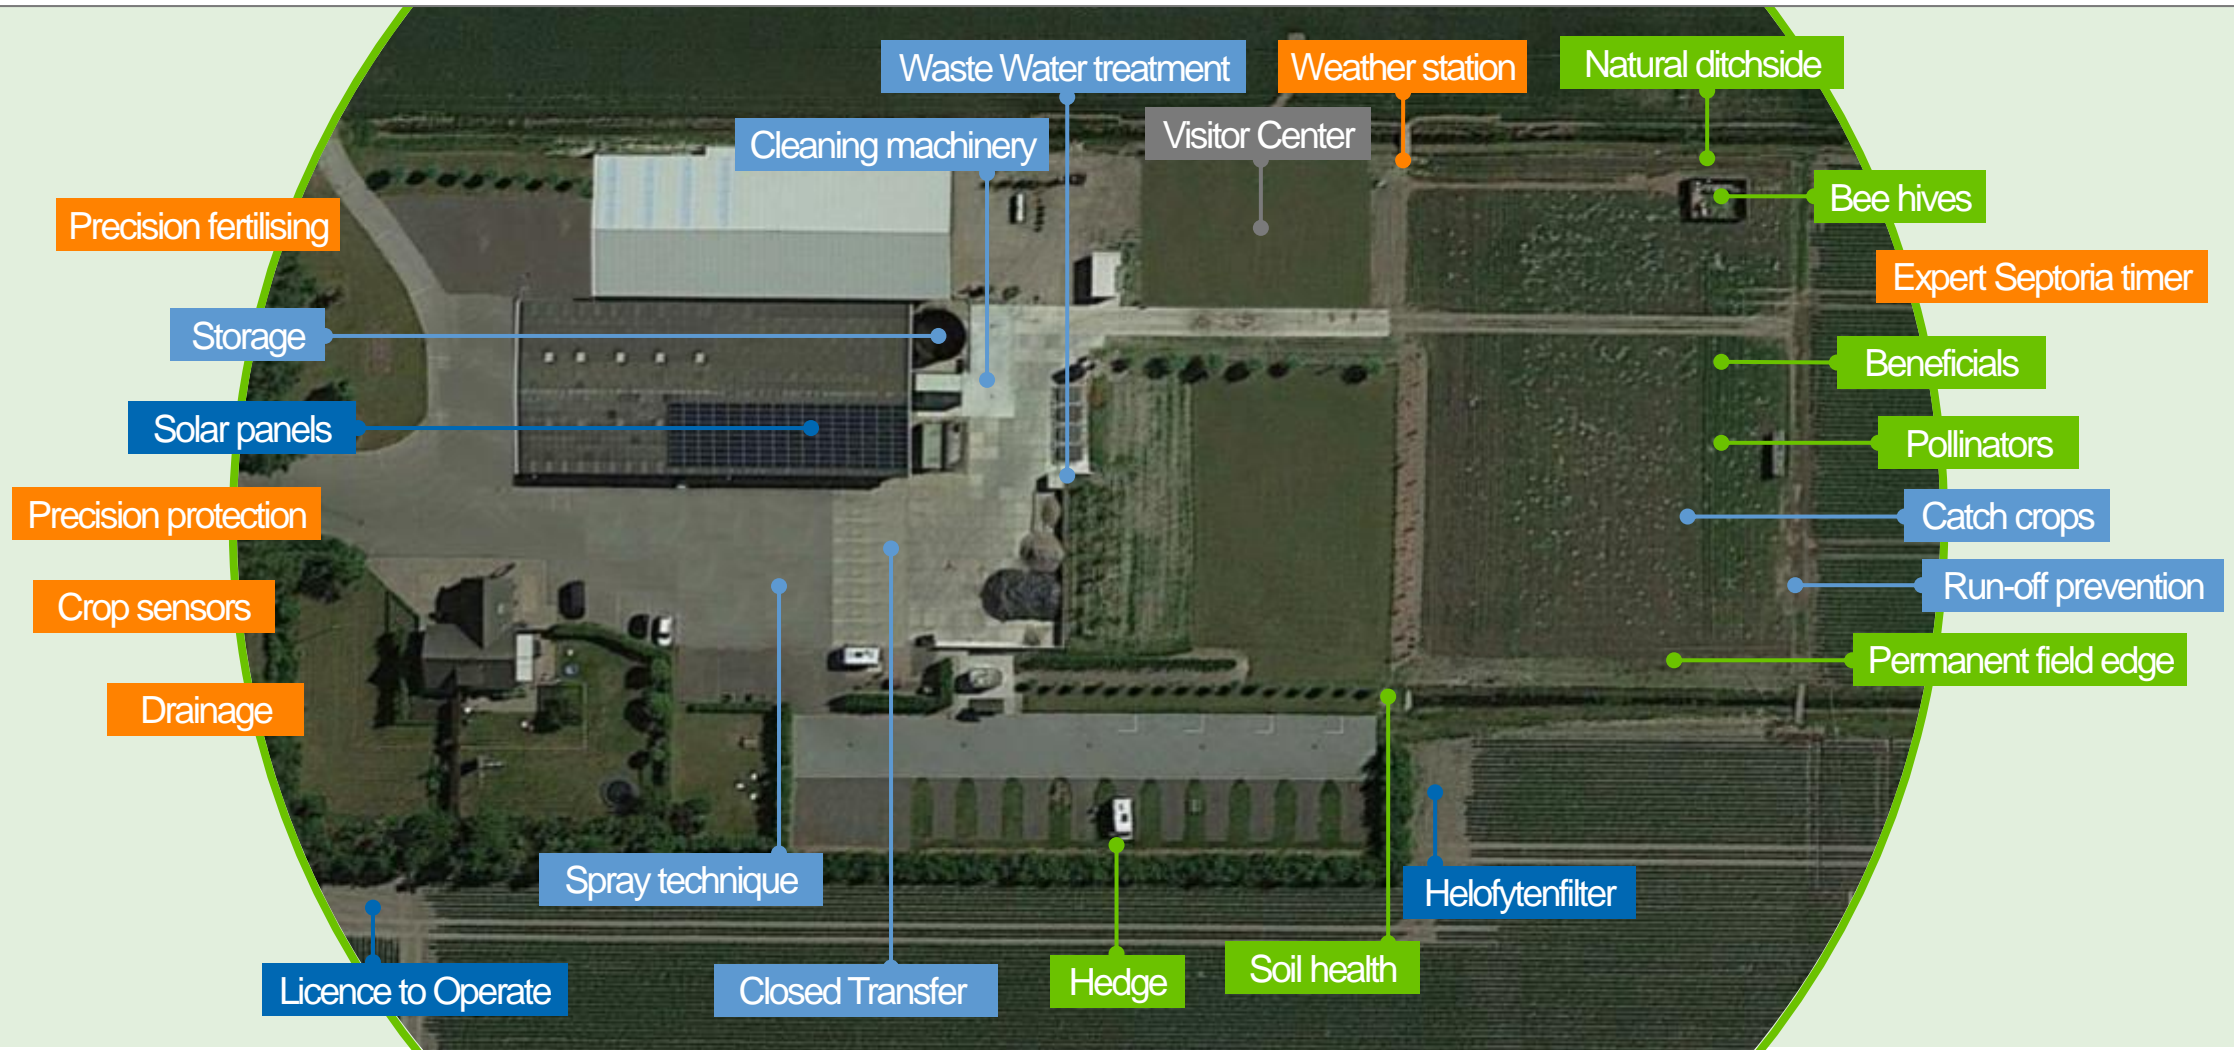 Waste Water treatment
Weather station
Natural ditchside
Cleaning machinery
Visitor Center
Bee hives
Precision fertilising
Expert Septoria timer
Storage
Beneficials
Solar panels
Pollinators
Precision protection
Catch crops
Run-off prevention
Crop sensors
Permanent field edge
Drainage
Spray technique
Helofytenfilter
Soil health
Hedge
Licence to Operate
Closed Transfer